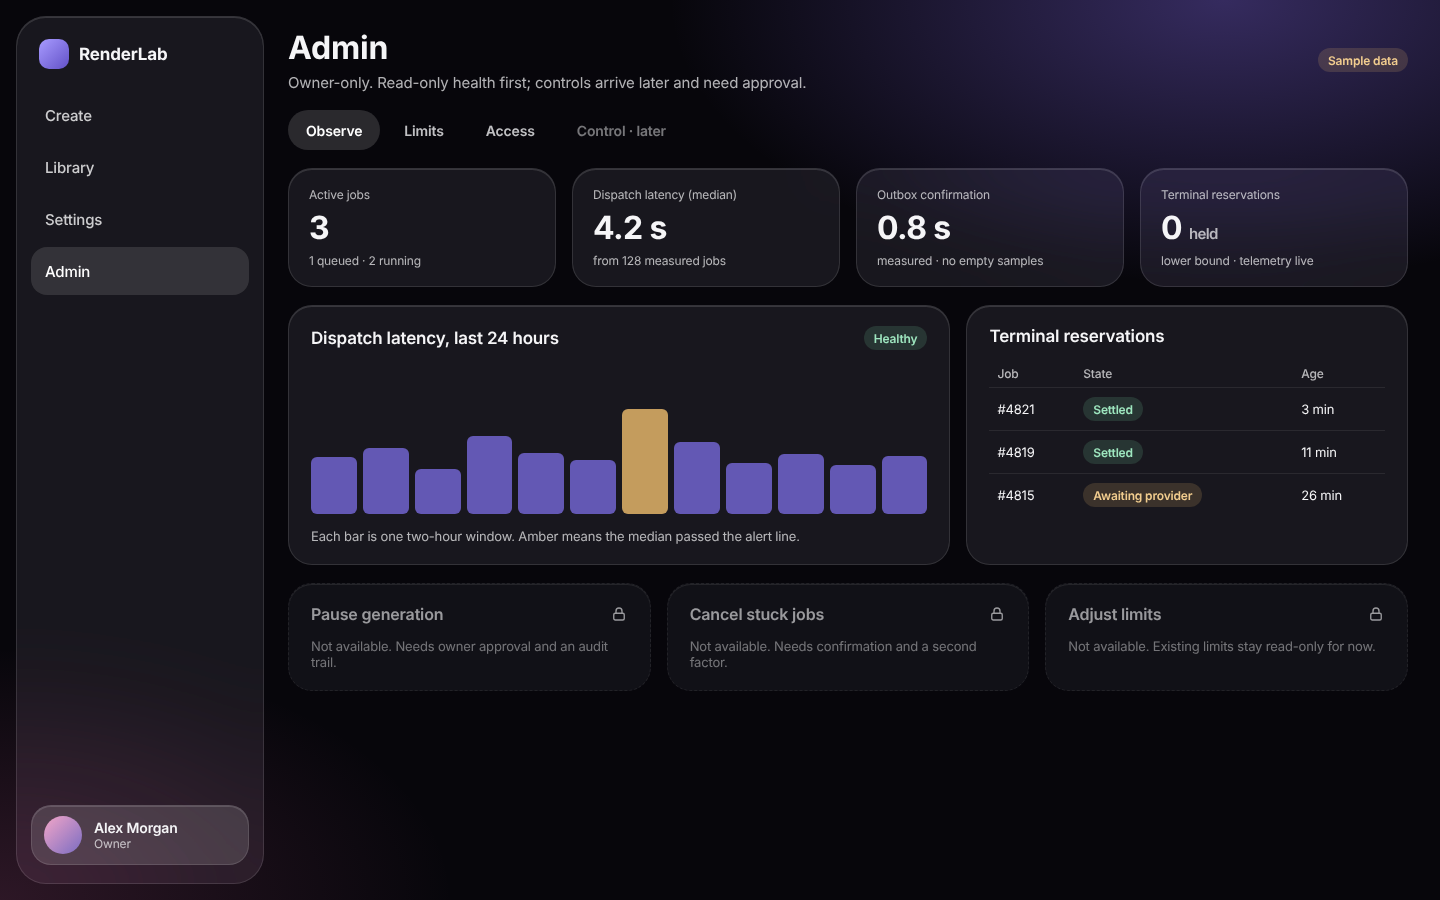 RenderLab
Create
Library
Settings
Admin
Alex Morgan
Owner
Admin
Owner-only. Read-only health first; controls arrive later and need approval.
Sample data
Observe
Limits
Access
Control · later
Active jobs
3
1 queued · 2 running
Dispatch latency (median)
4.2 s
from 128 measured jobs
Outbox confirmation
0.8 s
measured · no empty samples
Terminal reservations
0 held
lower bound · telemetry live
Dispatch latency, last 24 hours
Healthy
Each bar is one two-hour window. Amber means the median passed the alert line.
Terminal reservations
Job State Age
#4821 Settled 3 min
#4819 Settled 11 min
#4815 Awaiting provider 26 min
Pause generation
Not available. Needs owner approval and an audit
trail.
Cancel stuck jobs
Not available. Needs confirmation and a second
factor.
Adjust limits
Not available. Existing limits stay read-only for now.